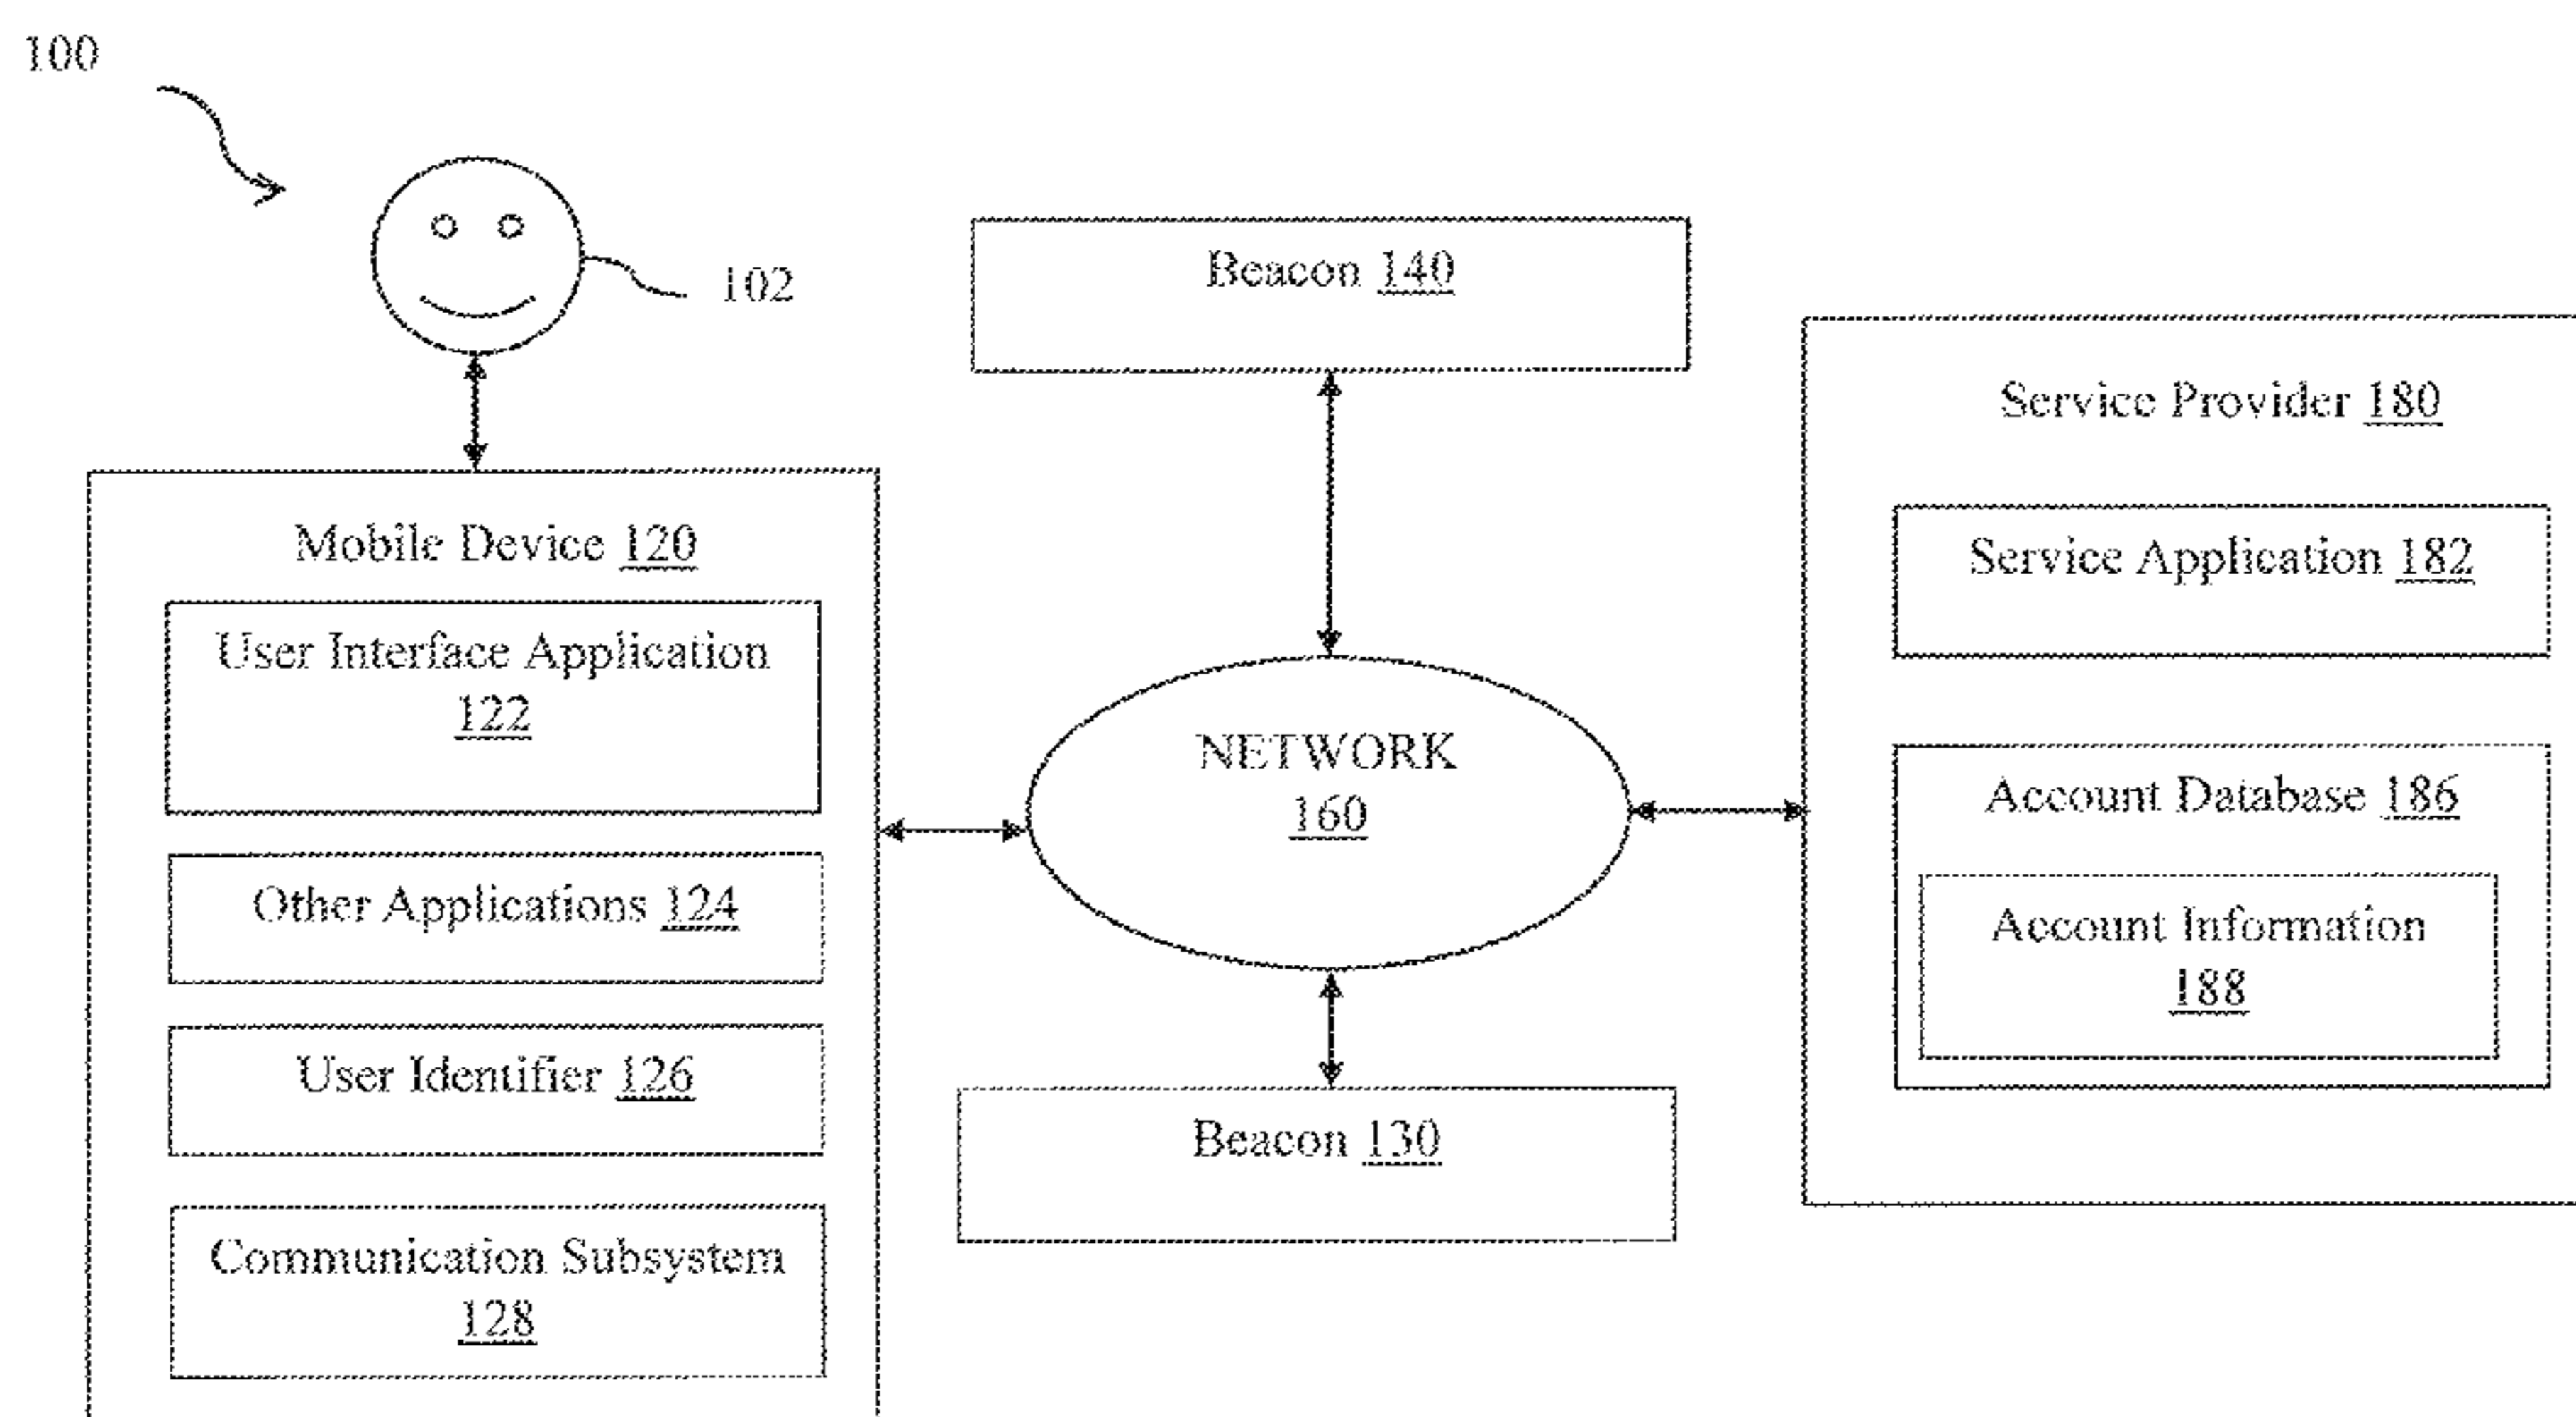 100
102
Mobile Device 120
User Interface Application
122
Other Applications 124
User Identifier 126
Communication Subsystem
128
Beacon 140
NETWORK
160
Beacon 130
Service Provider 180
Service Application 182
Account Database 186
Account Information
188